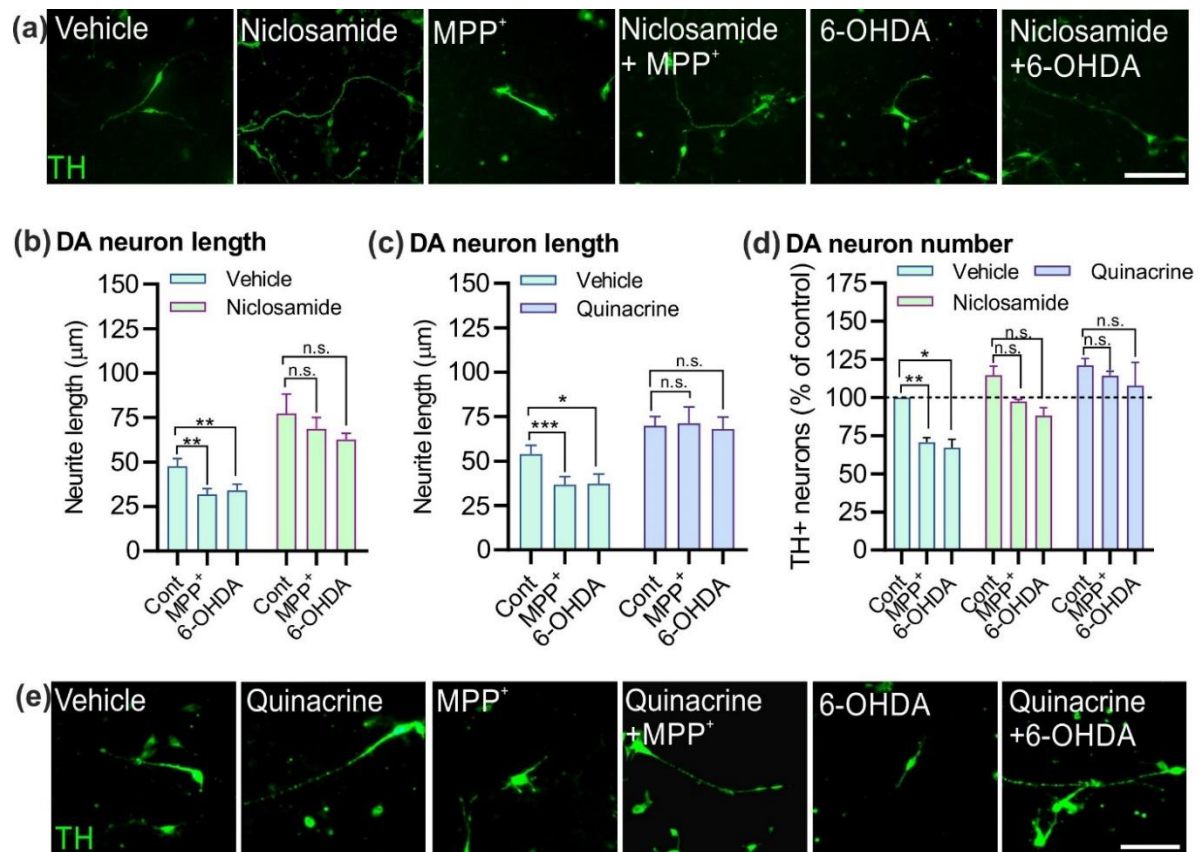 (a) Vehicle Niclosamide MPP⁺ Niclosamide + MPP⁺ 6-OHDA Niclosamide +6-OHDA
TH
(b) DA neuron length
Vehicle
Niclosamide
Neurite length (μm)
150
125
100
75
50
25
0
** ** n.s. n.s.
Cont MPP⁺ 6-OHDA Cont MPP⁺ 6-OHDA
(c) DA neuron length
Vehicle
Quinacrine
Neurite length (μm)
150
125
100
75
50
25
0
* *** n.s. n.s.
Cont MPP⁺ 6-OHDA Cont MPP⁺ 6-OHDA
(d) DA neuron number
Vehicle Quinacrine
Niclosamide
TH+ neurons (% of control)
175
150
125
100
75
50
25
0
* ** n.s. n.s. n.s. n.s.
Cont MPP⁺ 6-OHDA Cont MPP⁺ 6-OHDA Cont MPP⁺ 6-OHDA
(e) Vehicle Quinacrine MPP⁺ Quinacrine +MPP⁺ 6-OHDA Quinacrine +6-OHDA
TH